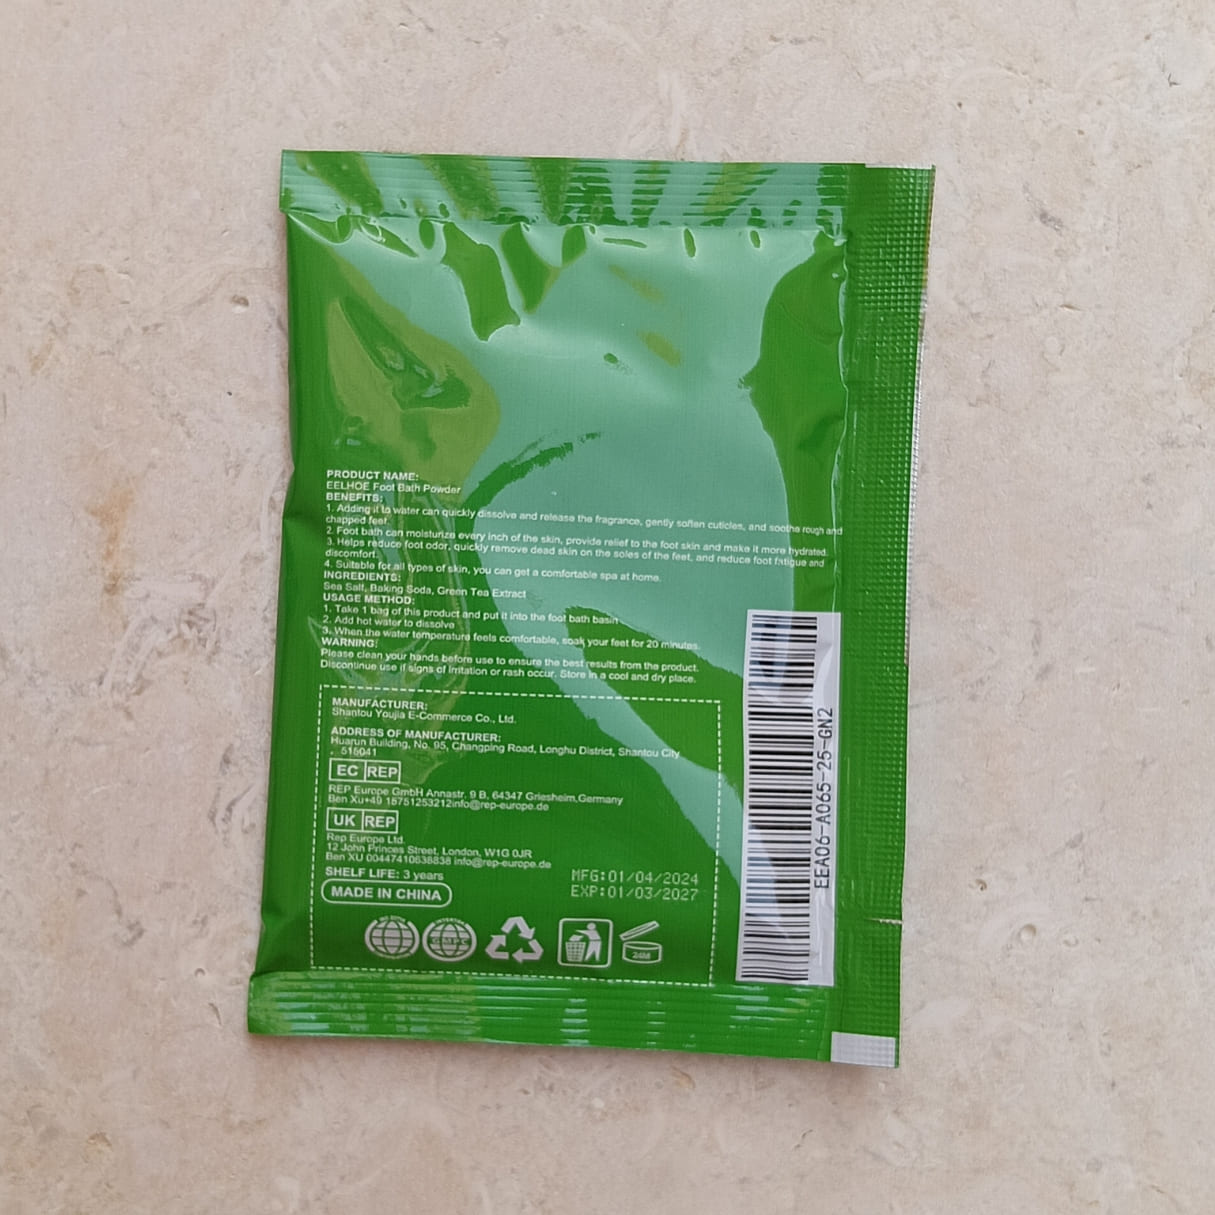 PRODUCT NAME:
EELHOE Foot Bath Powder
BENEFITS:
1. Adding it to water can quickly dissolve and release the fragrance, gently soften cuticles, and soothe rough and
chapped feet.
2. Foot bath can moisturize every inch of the skin, provide relief to the foot skin and make it more hydrated.
3. Helps reduce foot odor, quickly remove dead skin on the soles of the feet, and reduce foot fatigue and
discomfort.
4. Suitable for all types of skin, you can get a comfortable spa at home.
INGREDIENTS:
Sea Salt, Baking Soda, Green Tea Extract
USAGE METHOD:
1. Take 1 bag of this product and put it into the foot bath basin
2. Add hot water to dissolve
3. When the water temperature feels comfortable, soak your feet for 20 minutes.
WARNING:
Please clean your hands before use to ensure the best results from the product.
Discontinue use if signs of irritation or rash occur. Store in a cool and dry place.
MANUFACTURER:
Shantou Youjia E-Commerce Co., Ltd.
ADDRESS OF MANUFACTURER:
Huarun Building, No. 95, Changping Road, Longhu District, Shantou City
, 515041
EC REP
REP Europe GmbH Annastr. 9 B, 64347 Griesheim,Germany
Ben Xu+49 15751253212info@rep-europe.de
UK REP
Rep Europe Ltd.
12 John Princes Street, London, W1G 0JR
Ben XU 00447410638838 info@rep-europe.de
SHELF LIFE: 3 years
MADE IN CHINA
MFG:01/04/2024
EXP:01/03/2027
GMPC
24M
EEA06-A065-25-GN2